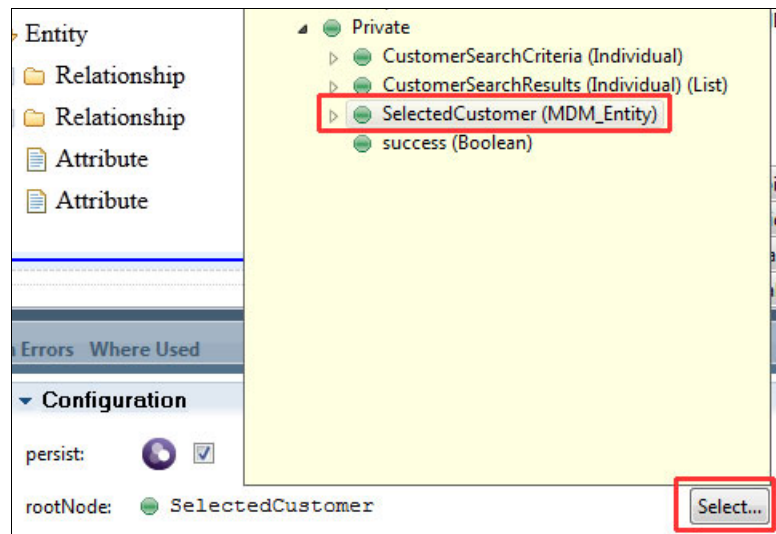 Entity
Relationship
Relationship
Attribute
Attribute
Private
CustomerSearchCriteria (Individual)
CustomerSearchResults (Individual) (List)
SelectedCustomer (MDM_Entity)
success (Boolean)
Errors Where Used
Configuration
persist:
rootNode: SelectedCustomer
Select...